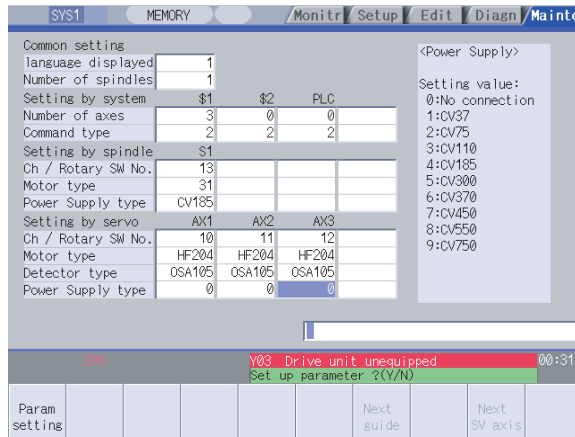 SYS1 MEMORY Monitr Setup Edit Diagn Mainte
Common setting
language displayed 1
Number of spindles 1
Setting by system $1 $2 PLC
Number of axes 3 0 0
Command type 2 2 2
Setting by spindle S1
Ch / Rotary SW No. 13
Motor type 31
Power Supply type CV185
Setting by servo AX1 AX2 AX3
Ch / Rotary SW No. 10 11 12
Motor type HF204 HF204 HF204
Detector type OSA105 OSA105 OSA105
Power Supply type 0 0 0
<Power Supply>
Setting value:
0:No connection
1:CV37
2:CV75
3:CV110
4:CV185
5:CV300
6:CV370
7:CV450
8:CV550
9:CV750
Y03 Drive unit unequipped 00:31
Set up parameter ?(Y/N)
Param setting
Next guide
Next SV axis